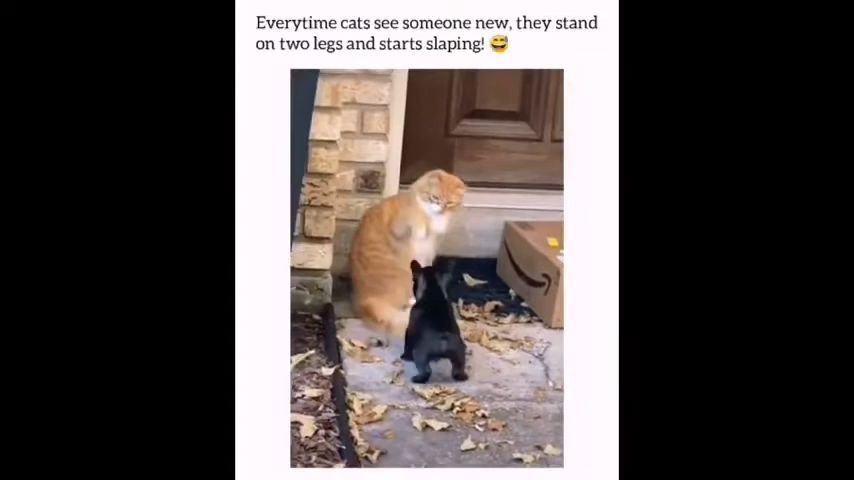 Everytime cats see someone new, they stand
on two legs and starts slaping! 😅